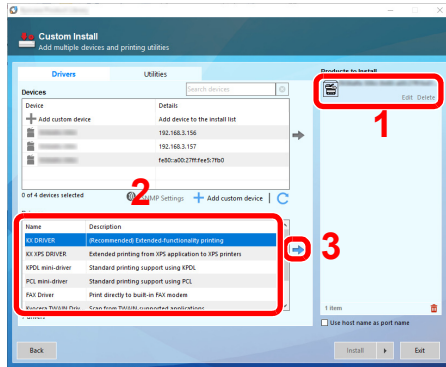 Custom Install
Add multiple devices and printing utilities
Drivers
Utilities
Products to Install
Devices
Search devices
Device
Details
Add custom device
Add device to the install list
192.168.3.156
192.168.3.157
fe80::a00:27ff:fee5:7fb0
Edit Delete
1
0 of 4 devices selected
2
SNMP Settings
Add custom device
Name
Description
KX DRIVER
(Recommended) Extended-functionality printing
KX XPS DRIVER
Extended printing from XPS application to XPS printers
KPDL mini-driver
Standard printing support using KPDL
PCL mini-driver
Standard printing support using PCL
FAX Driver
Print directly to built-in FAX modem
Kyocera TWAIN Driv
Scan from TWAIN-supported applications
3
1 item
Use host name as port name
Back
Install
Exit